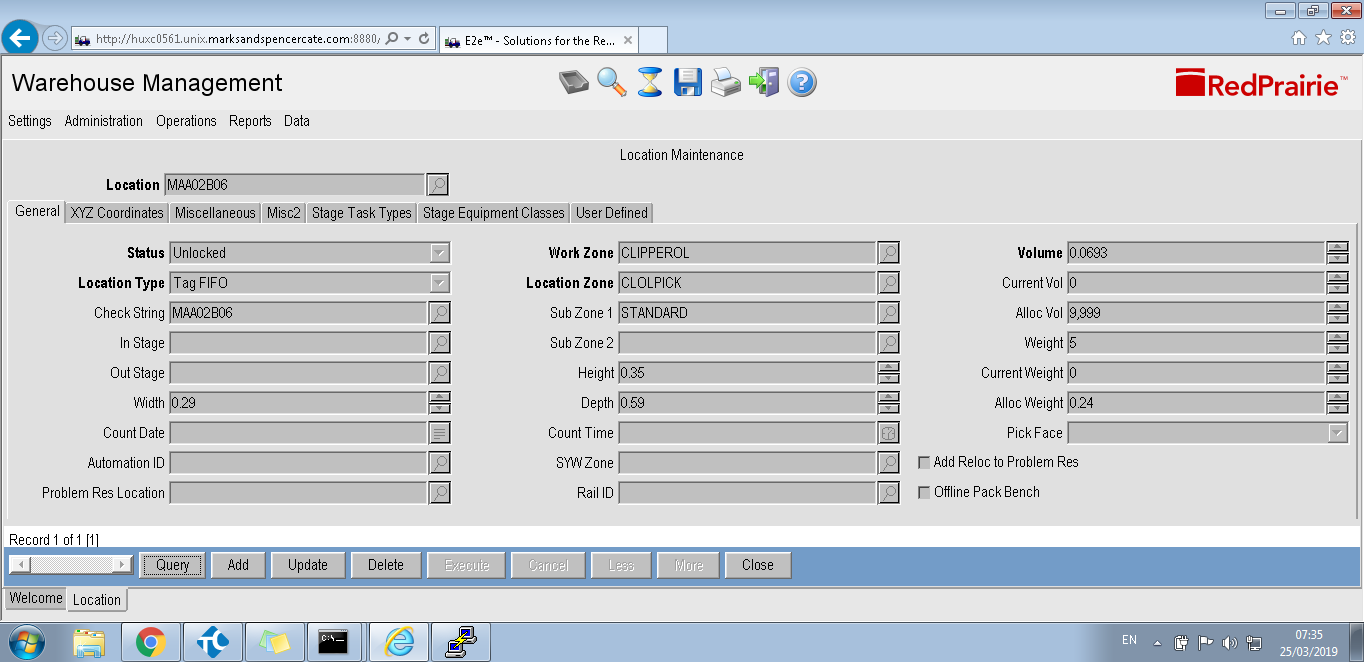 http://huxc0561.unix.marksandspencercate.com:8880/
E2e™ - Solutions for the Re...
Warehouse Management
RedPrairie™
Settings Administration Operations Reports Data
Location Maintenance
Location MAA02B06
General XYZ Coordinates Miscellaneous Misc2 Stage Task Types Stage Equipment Classes User Defined
Status Unlocked Work Zone CLIPPEROL Volume 0.0693
Location Type Tag FIFO Location Zone CLOLPICK Current Vol 0
Check String MAA02B06 Sub Zone 1 STANDARD Alloc Vol 9,999
In Stage Sub Zone 2 Weight 5
Out Stage Height 0.35 Current Weight 0
Width 0.29 Depth 0.59 Alloc Weight 0.24
Count Date Count Time Pick Face
Automation ID SYW Zone Add Reloc to Problem Res
Problem Res Location Rail ID Offline Pack Bench
Record 1 of 1 [1]
Query Add Update Delete Execute Cancel Less More Close
Welcome Location
EN 07:35
25/03/2019